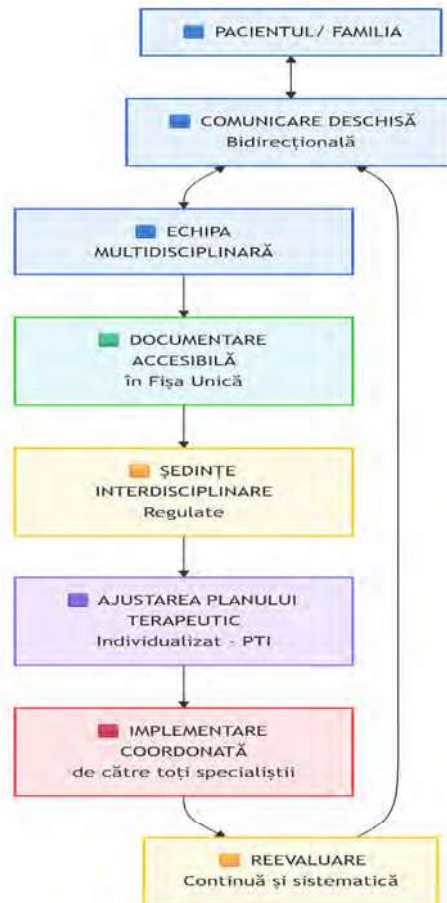 PACIENTUL/ FAMILIA
COMUNICARE DESCHISĂ
Bidirecțională
ECHIPA
MULTIDISCIPLINARĂ
DOCUMENTARE
ACCESIBILĂ
în Fișa Unică
ȘEDINȚE
INTERDISCIPLINARE
Regulate
AJUSTAREA PLANULUI
TERAPEUTIC
Individualizat - PTI
IMPLEMENTARE
COORDONATĂ
de către toți specialiștii
REEVALUARE
Continuă și sistematică